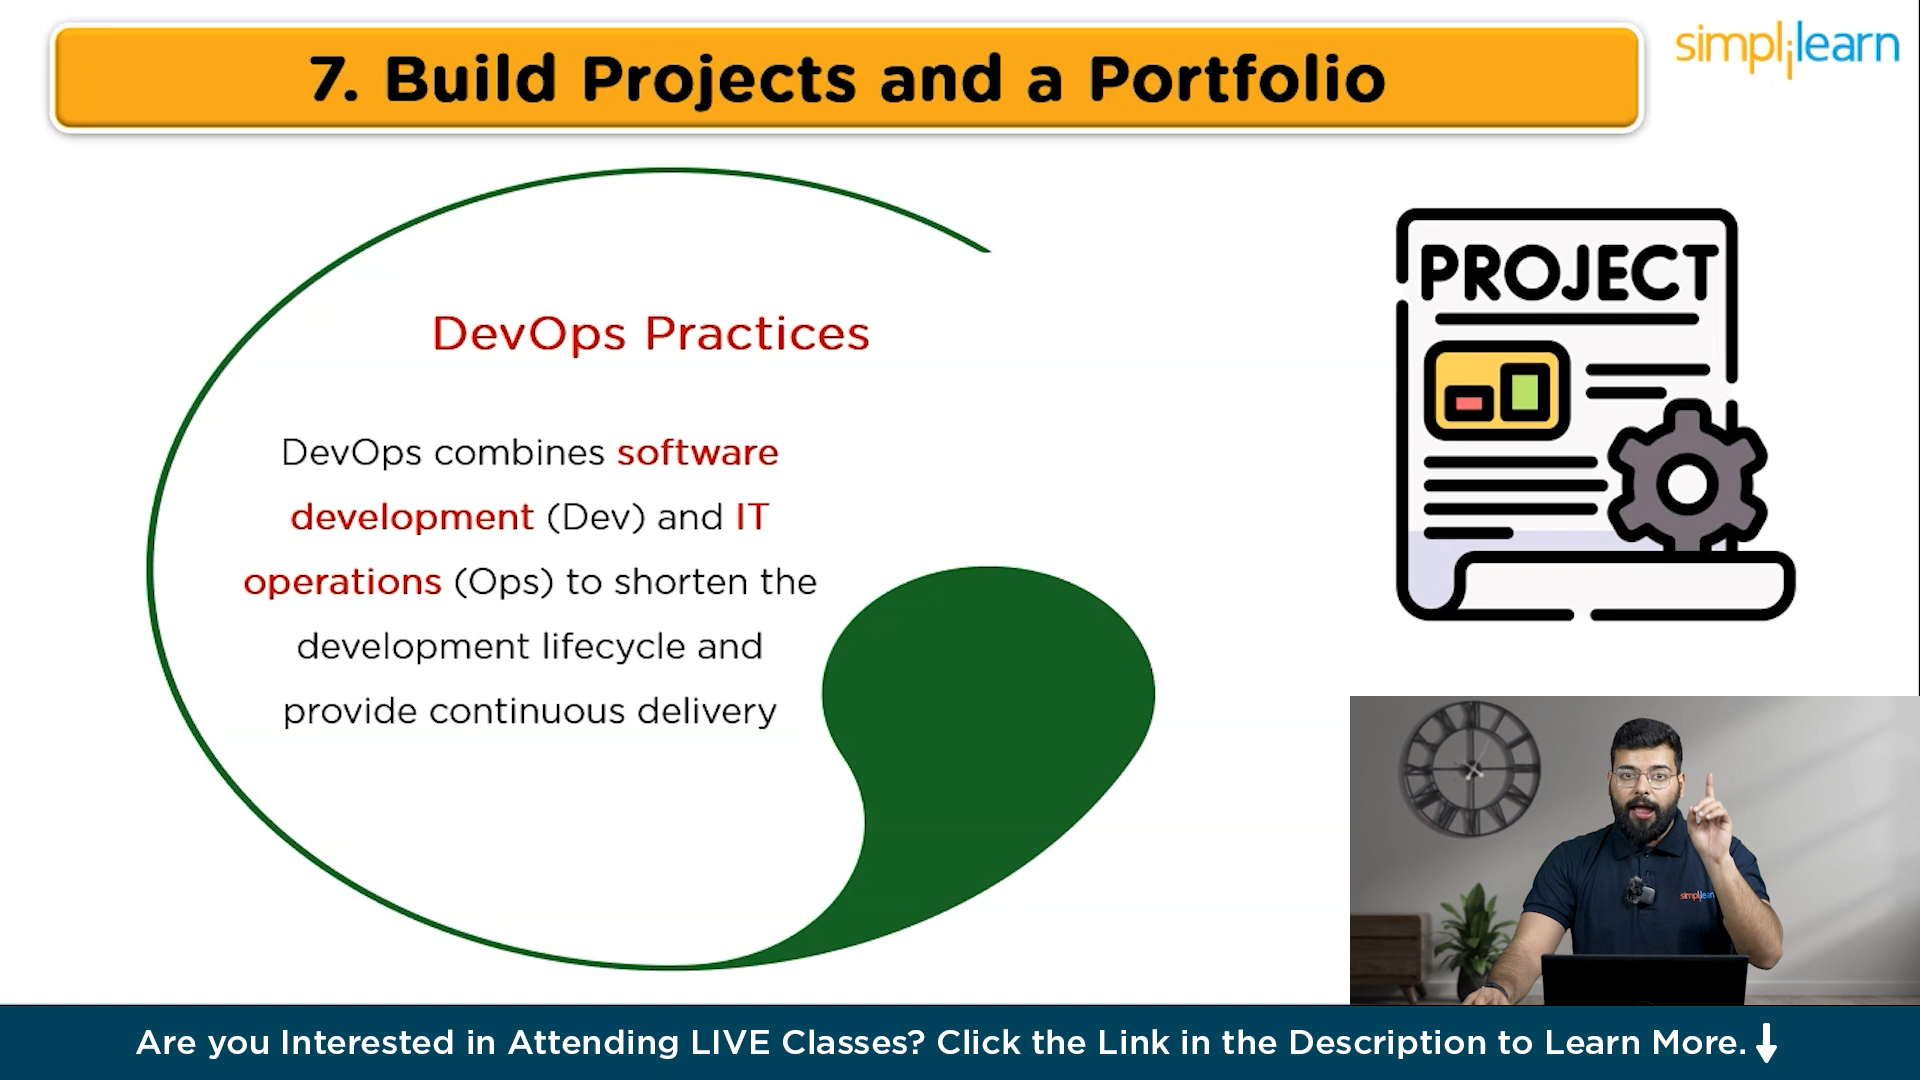 7. Build Projects and a Portfolio
simplilearn
DevOps Practices
DevOps combines software
development (Dev) and IT
operations (Ops) to shorten the
development lifecycle and
provide continuous delivery
PROJECT
simplilearn
Are you Interested in Attending LIVE Classes? Click the Link in the Description to Learn More.